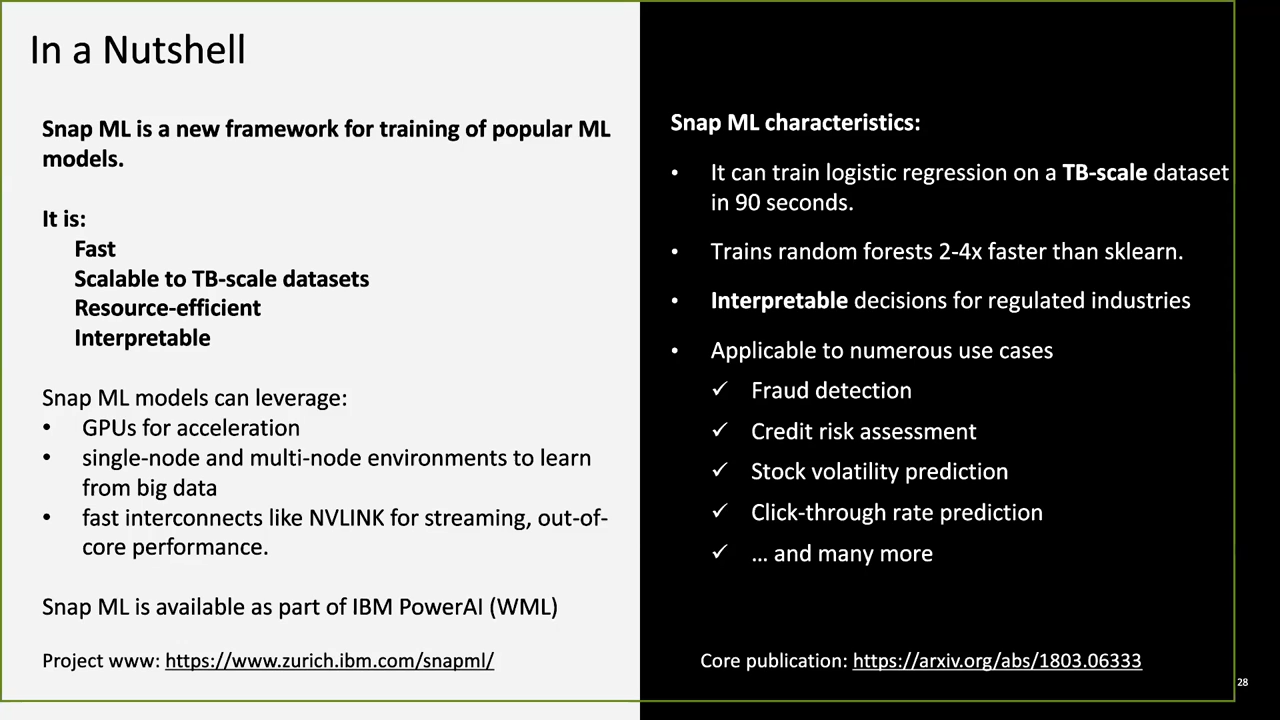 In a Nutshell
Snap ML is a new framework for training of popular ML
models.
It is:
Fast
Scalable to TB-scale datasets
Resource-efficient
Interpretable
Snap ML models can leverage:
• GPUs for acceleration
• single-node and multi-node environments to learn
from big data
• fast interconnects like NVLINK for streaming, out-of-
core performance.
Snap ML is available as part of IBM PowerAI (WML)
Project www: https://www.zurich.ibm.com/snapml/
Snap ML characteristics:
• It can train logistic regression on a TB-scale dataset
in 90 seconds.
• Trains random forests 2-4x faster than sklearn.
• Interpretable decisions for regulated industries
• Applicable to numerous use cases
✓ Fraud detection
✓ Credit risk assessment
✓ Stock volatility prediction
✓ Click-through rate prediction
✓ … and many more
Core publication: https://arxiv.org/abs/1803.06333
28